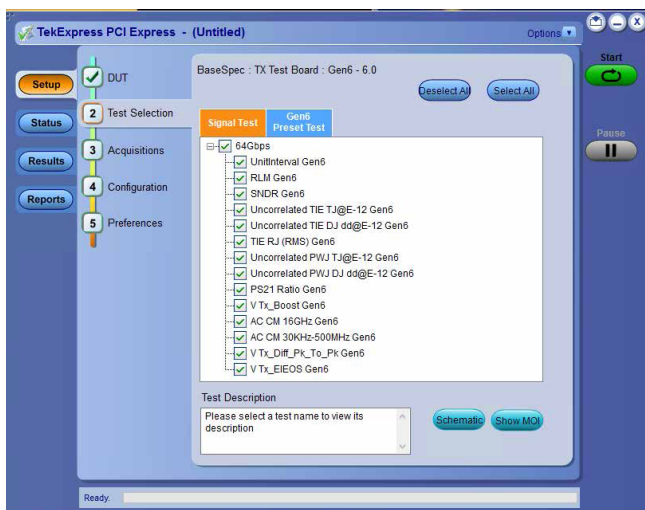 TekExpress PCI Express - (Untitled)
Options
Start
Pause
Setup
Status
Results
Reports
DUT
2 Test Selection
3 Acquisitions
4 Configuration
5 Preferences
BaseSpec : TX Test Board : Gen6 - 6.0
Deselect All
Select All
Signal Test
Gen6
Preset Test
64Gbps
UnitInterval Gen6
RLM Gen6
SNDR Gen6
Uncorrelated TIE TJ@E-12 Gen6
Uncorrelated TIE DJ dd@E-12 Gen6
TIE RJ (RMS) Gen6
Uncorrelated PWJ TJ@E-12 Gen6
Uncorrelated PWJ DJ dd@E-12 Gen6
PS21 Ratio Gen6
V Tx_Boost Gen6
AC CM 16GHz Gen6
AC CM 30KHz-500MHz Gen6
V Tx_Diff_Pk_To_Pk Gen6
V Tx_EIEOS Gen6
Test Description
Please select a test name to view its
description
Schematic
Show MOI
Ready.